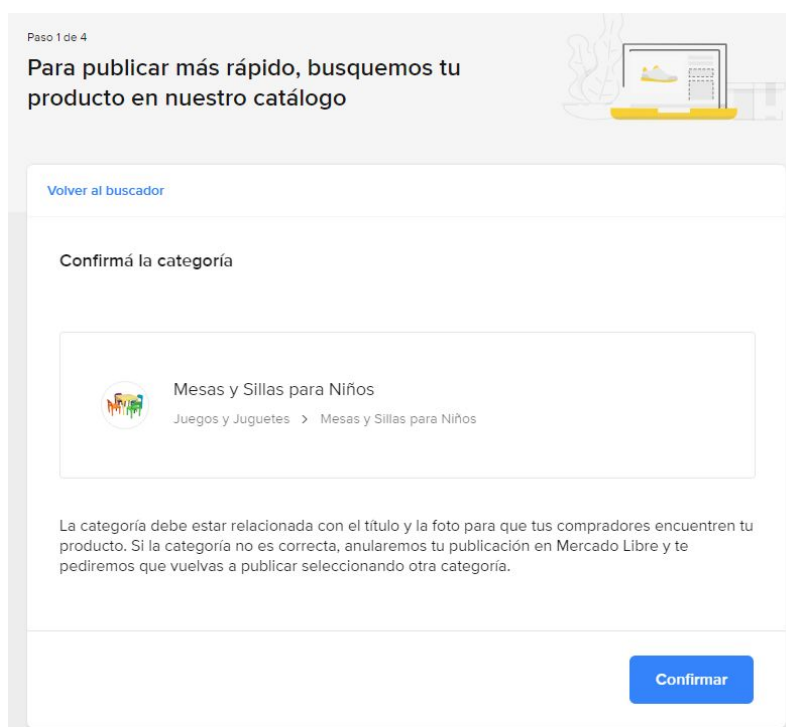 Paso 1 de 4
Para publicar más rápido, busquemos tu
producto en nuestro catálogo
Volver al buscador
Confirmá la categoría
Mesas y Sillas para Niños
Juegos y Juguetes > Mesas y Sillas para Niños
La categoría debe estar relacionada con el título y la foto para que tus compradores encuentren tu
producto. Si la categoría no es correcta, anularemos tu publicación en Mercado Libre y te
pediremos que vuelvas a publicar seleccionando otra categoría.
Confirmar